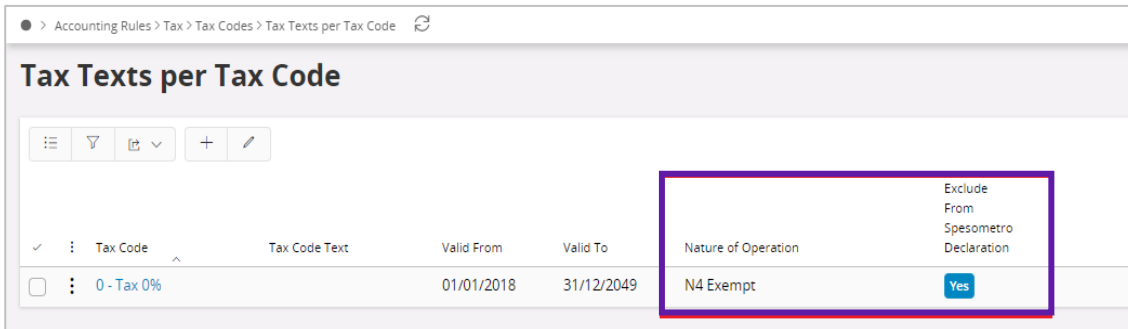 Accounting Rules > Tax > Tax Codes > Tax Texts per Tax Code
Tax Texts per Tax Code
Tax Code Tax Code Text Valid From Valid To Nature of Operation Exclude From Spesometro Declaration
0 - Tax 0% 01/01/2018 31/12/2049 N4 Exempt Yes